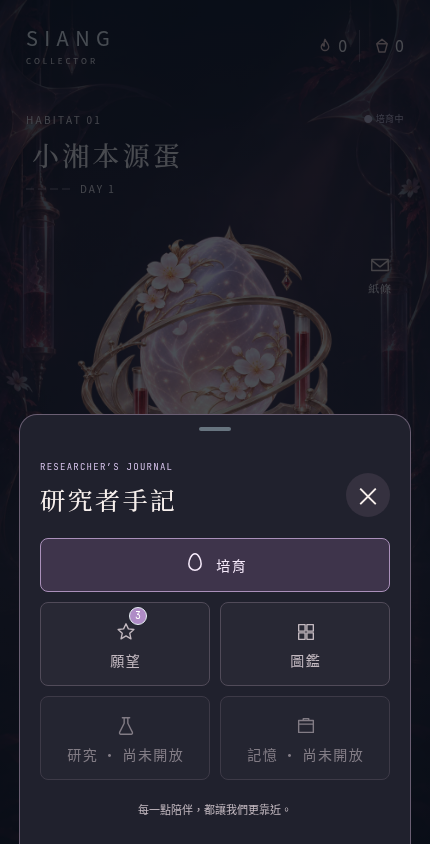 SIANG
COLLECTOR
0 0
HABITAT 01
培育中
小湘本源蛋
DAY 1
紙條
RESEARCHER'S JOURNAL
研究者手記
培育
3
願望 圖鑑
研究 · 尚未開放 記憶 · 尚未開放
每一點陪伴，都讓我們更靠近。